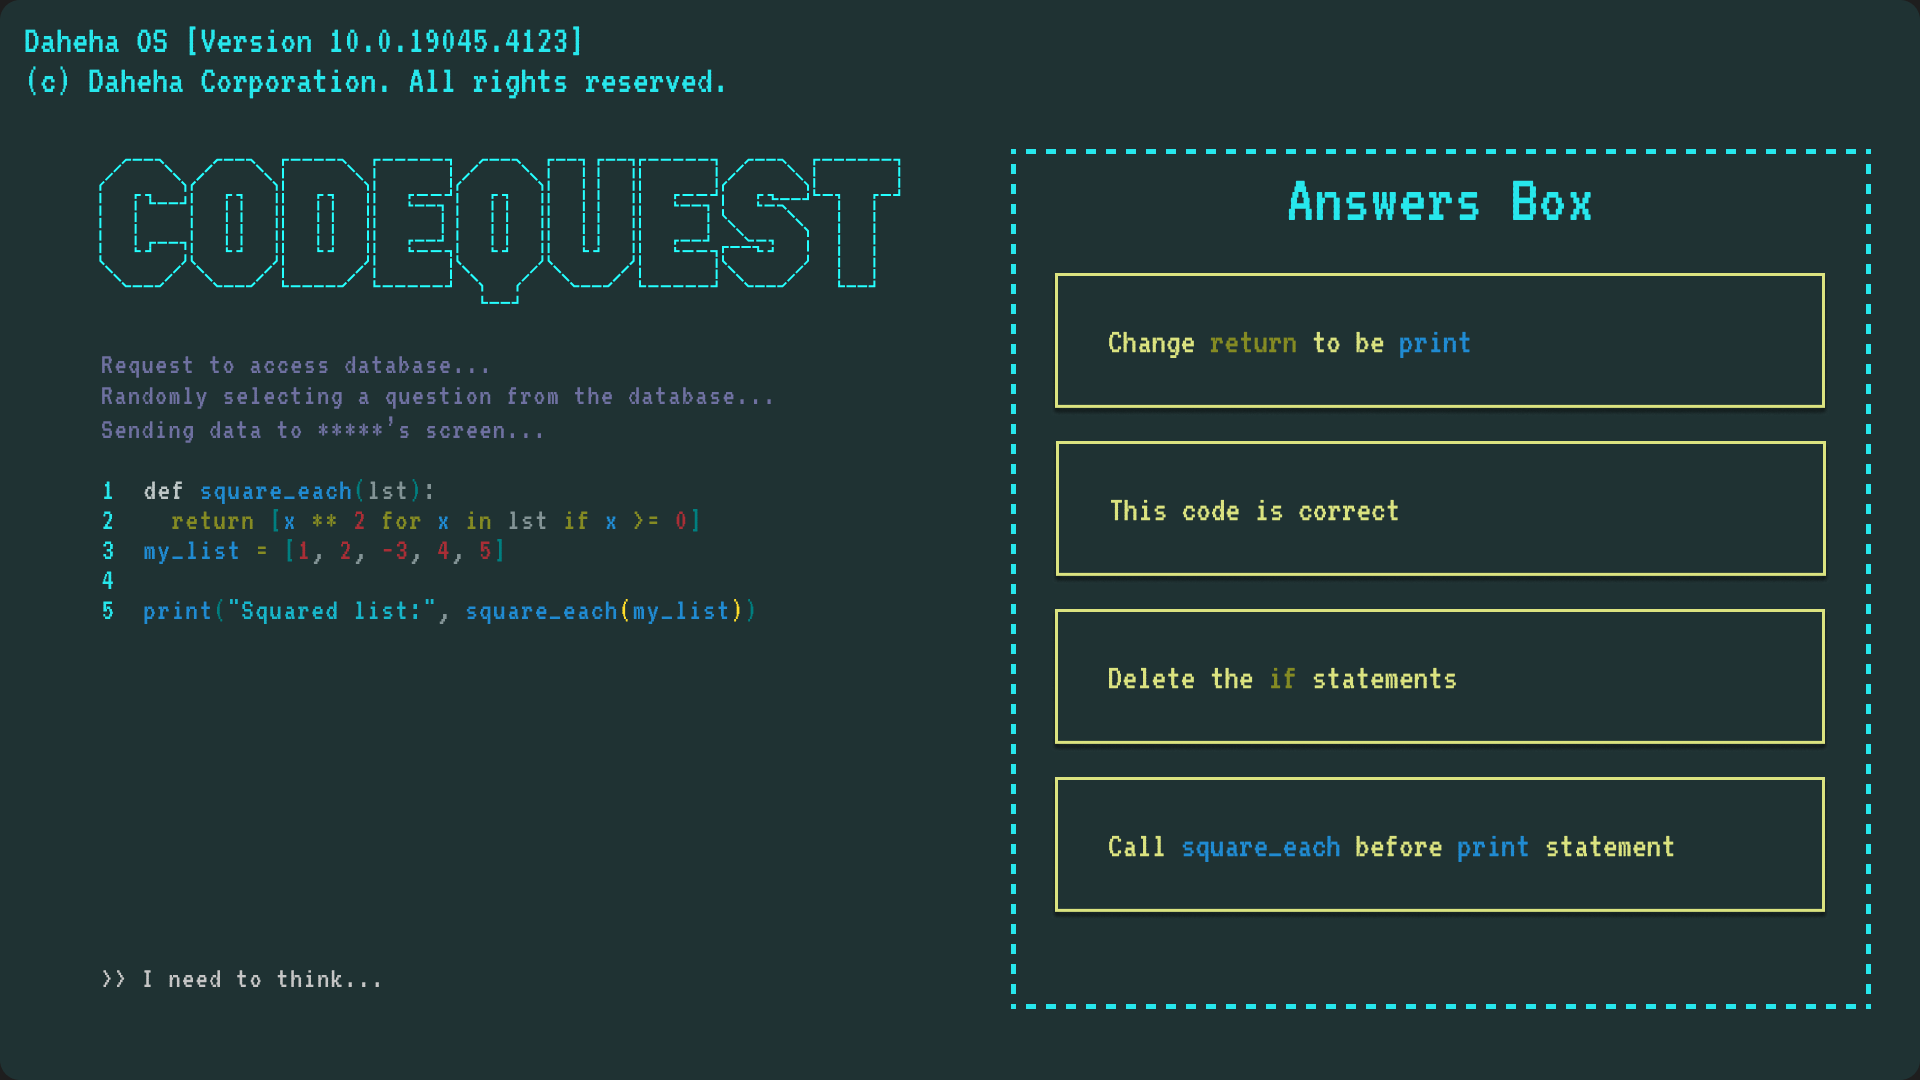 Daheha OS [Version 10.0.19045.4123]
(c) Daheha Corporation. All rights reserved.
CODEQUEST
Request to access database...
Randomly selecting a question from the database...
Sending data to *****'s screen...
1 def square_each(lst):
2 return [x ** 2 for x in lst if x >= 0]
3 my_list = [1, 2, -3, 4, 5]
4
5 print("Squared list:", square_each(my_list))
>> I need to think...
Answers Box
Change return to be print
This code is correct
Delete the if statements
Call square_each before print statement